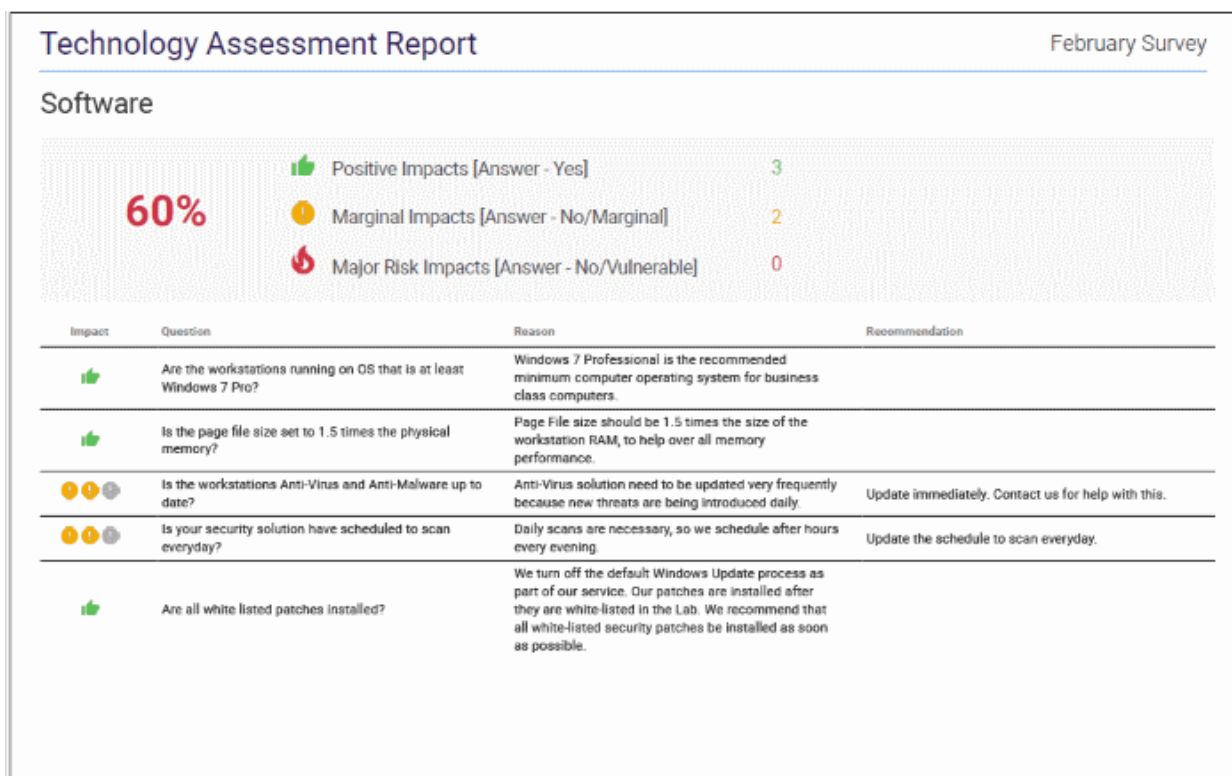 Technology Assessment Report
February Survey
Software
60%
Positive Impacts [Answer - Yes] 3
Marginal Impacts [Answer - No/Marginal] 2
Major Risk Impacts [Answer - No/Vulnerable] 0
Impact Question Reason Recommendation
Are the workstations running on OS that is at least
Windows 7 Pro?
Windows 7 Professional is the recommended
minimum computer operating system for business
class computers.
Is the page file size set to 1.5 times the physical
memory?
Page File size should be 1.5 times the size of the
workstation RAM, to help over all memory
performance.
Is the workstations Anti-Virus and Anti-Malware up to
date?
Anti-Virus solution need to be updated very frequently
because new threats are being introduced daily.
Update immediately. Contact us for help with this.
Is your security solution have scheduled to scan
everyday?
Daily scans are necessary, so we schedule after hours
every evening.
Update the schedule to scan everyday.
Are all white listed patches installed?
We turn off the default Windows Update process as
part of our service. Our patches are installed after
they are white-listed in the Lab. We recommend that
all white-listed security patches be installed as soon
as possible.